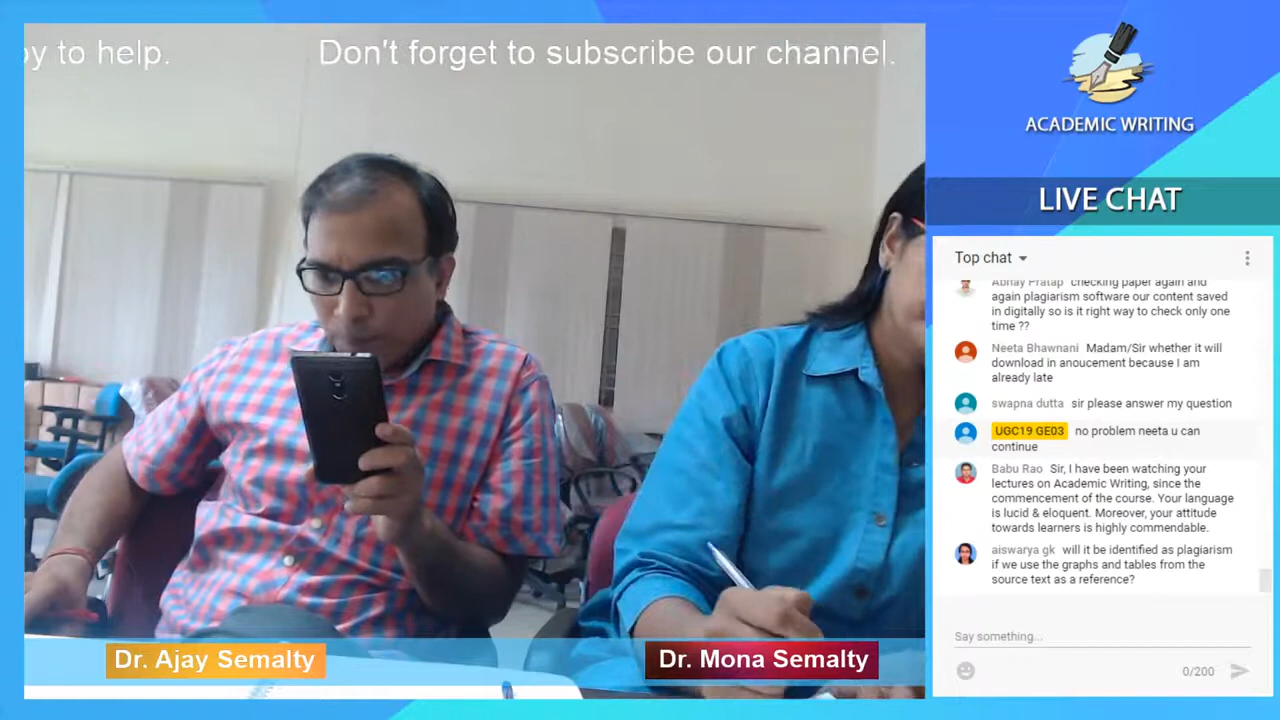 py to help.
Don't forget to subscribe our channel.
Dr. Ajay Semalty
Dr. Mona Semalty
ACADEMIC WRITING
LIVE CHAT
Top chat
Abhay Pratap checking paper again and
again plagiarism software our content saved
in digitally so is it right way to check only one
time ??
Neeta Bhawnani Madam/Sir whether it will
download in anoucement because I am
already late
swapna dutta sir please answer my question
UGC19 GE03 no problem neeta u can
continue
Babu Rao Sir, I have been watching your
lectures on Academic Writing, since the
commencement of the course. Your language
is lucid & eloquent. Moreover, your attitude
towards learners is highly commendable.
aiswarya gk will it be identified as plagiarism
if we use the graphs and tables from the
source text as a reference?
Say something...
0/200